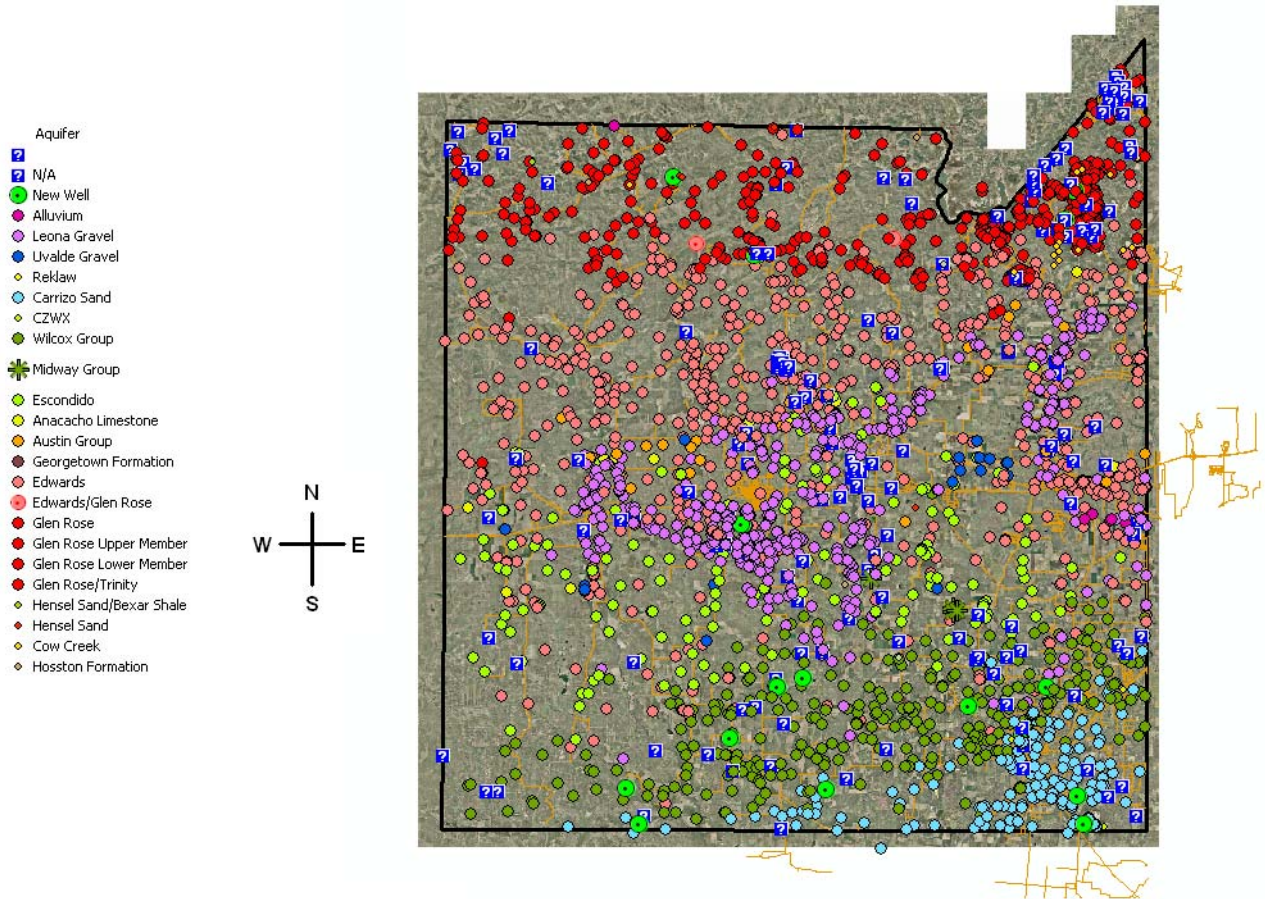 Aquifer
?
? N/A
New Well
Alluvium
Leona Gravel
Uvalde Gravel
Reklaw
Carrizo Sand
CZWX
Wilcox Group
Midway Group
Escondido
Anacacho Limestone
Austin Group
Georgetown Formation
Edwards
Edwards/Glen Rose
Glen Rose
Glen Rose Upper Member
Glen Rose Lower Member
Glen Rose/Trinity
Hensel Sand/Bexar Shale
Hensel Sand
Cow Creek
Hosston Formation
N
W E
S